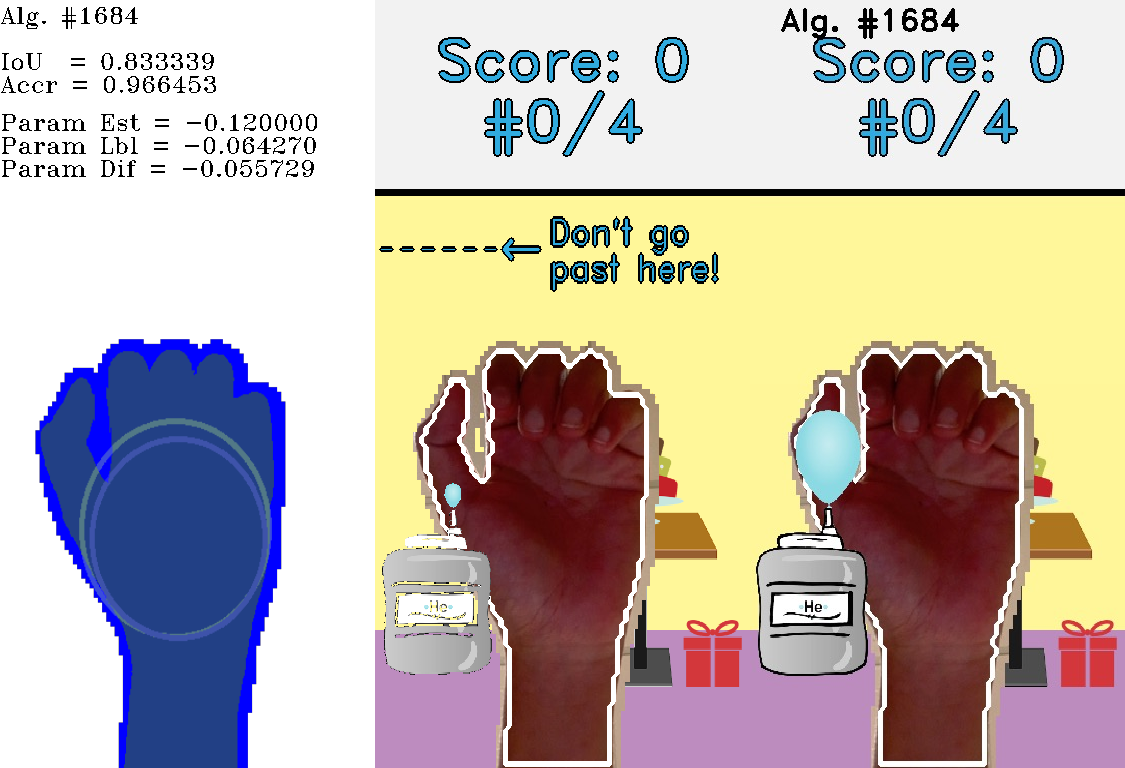 Alg. #1684
IoU = 0.833339
Accr = 0.966453
Param Est = −0.120000
Param Lbl = −0.064270
Param Dif = −0.055729
Score: 0
#0/4
Don't go
past here!
He
Alg. #1684
Score: 0
#0/4
He